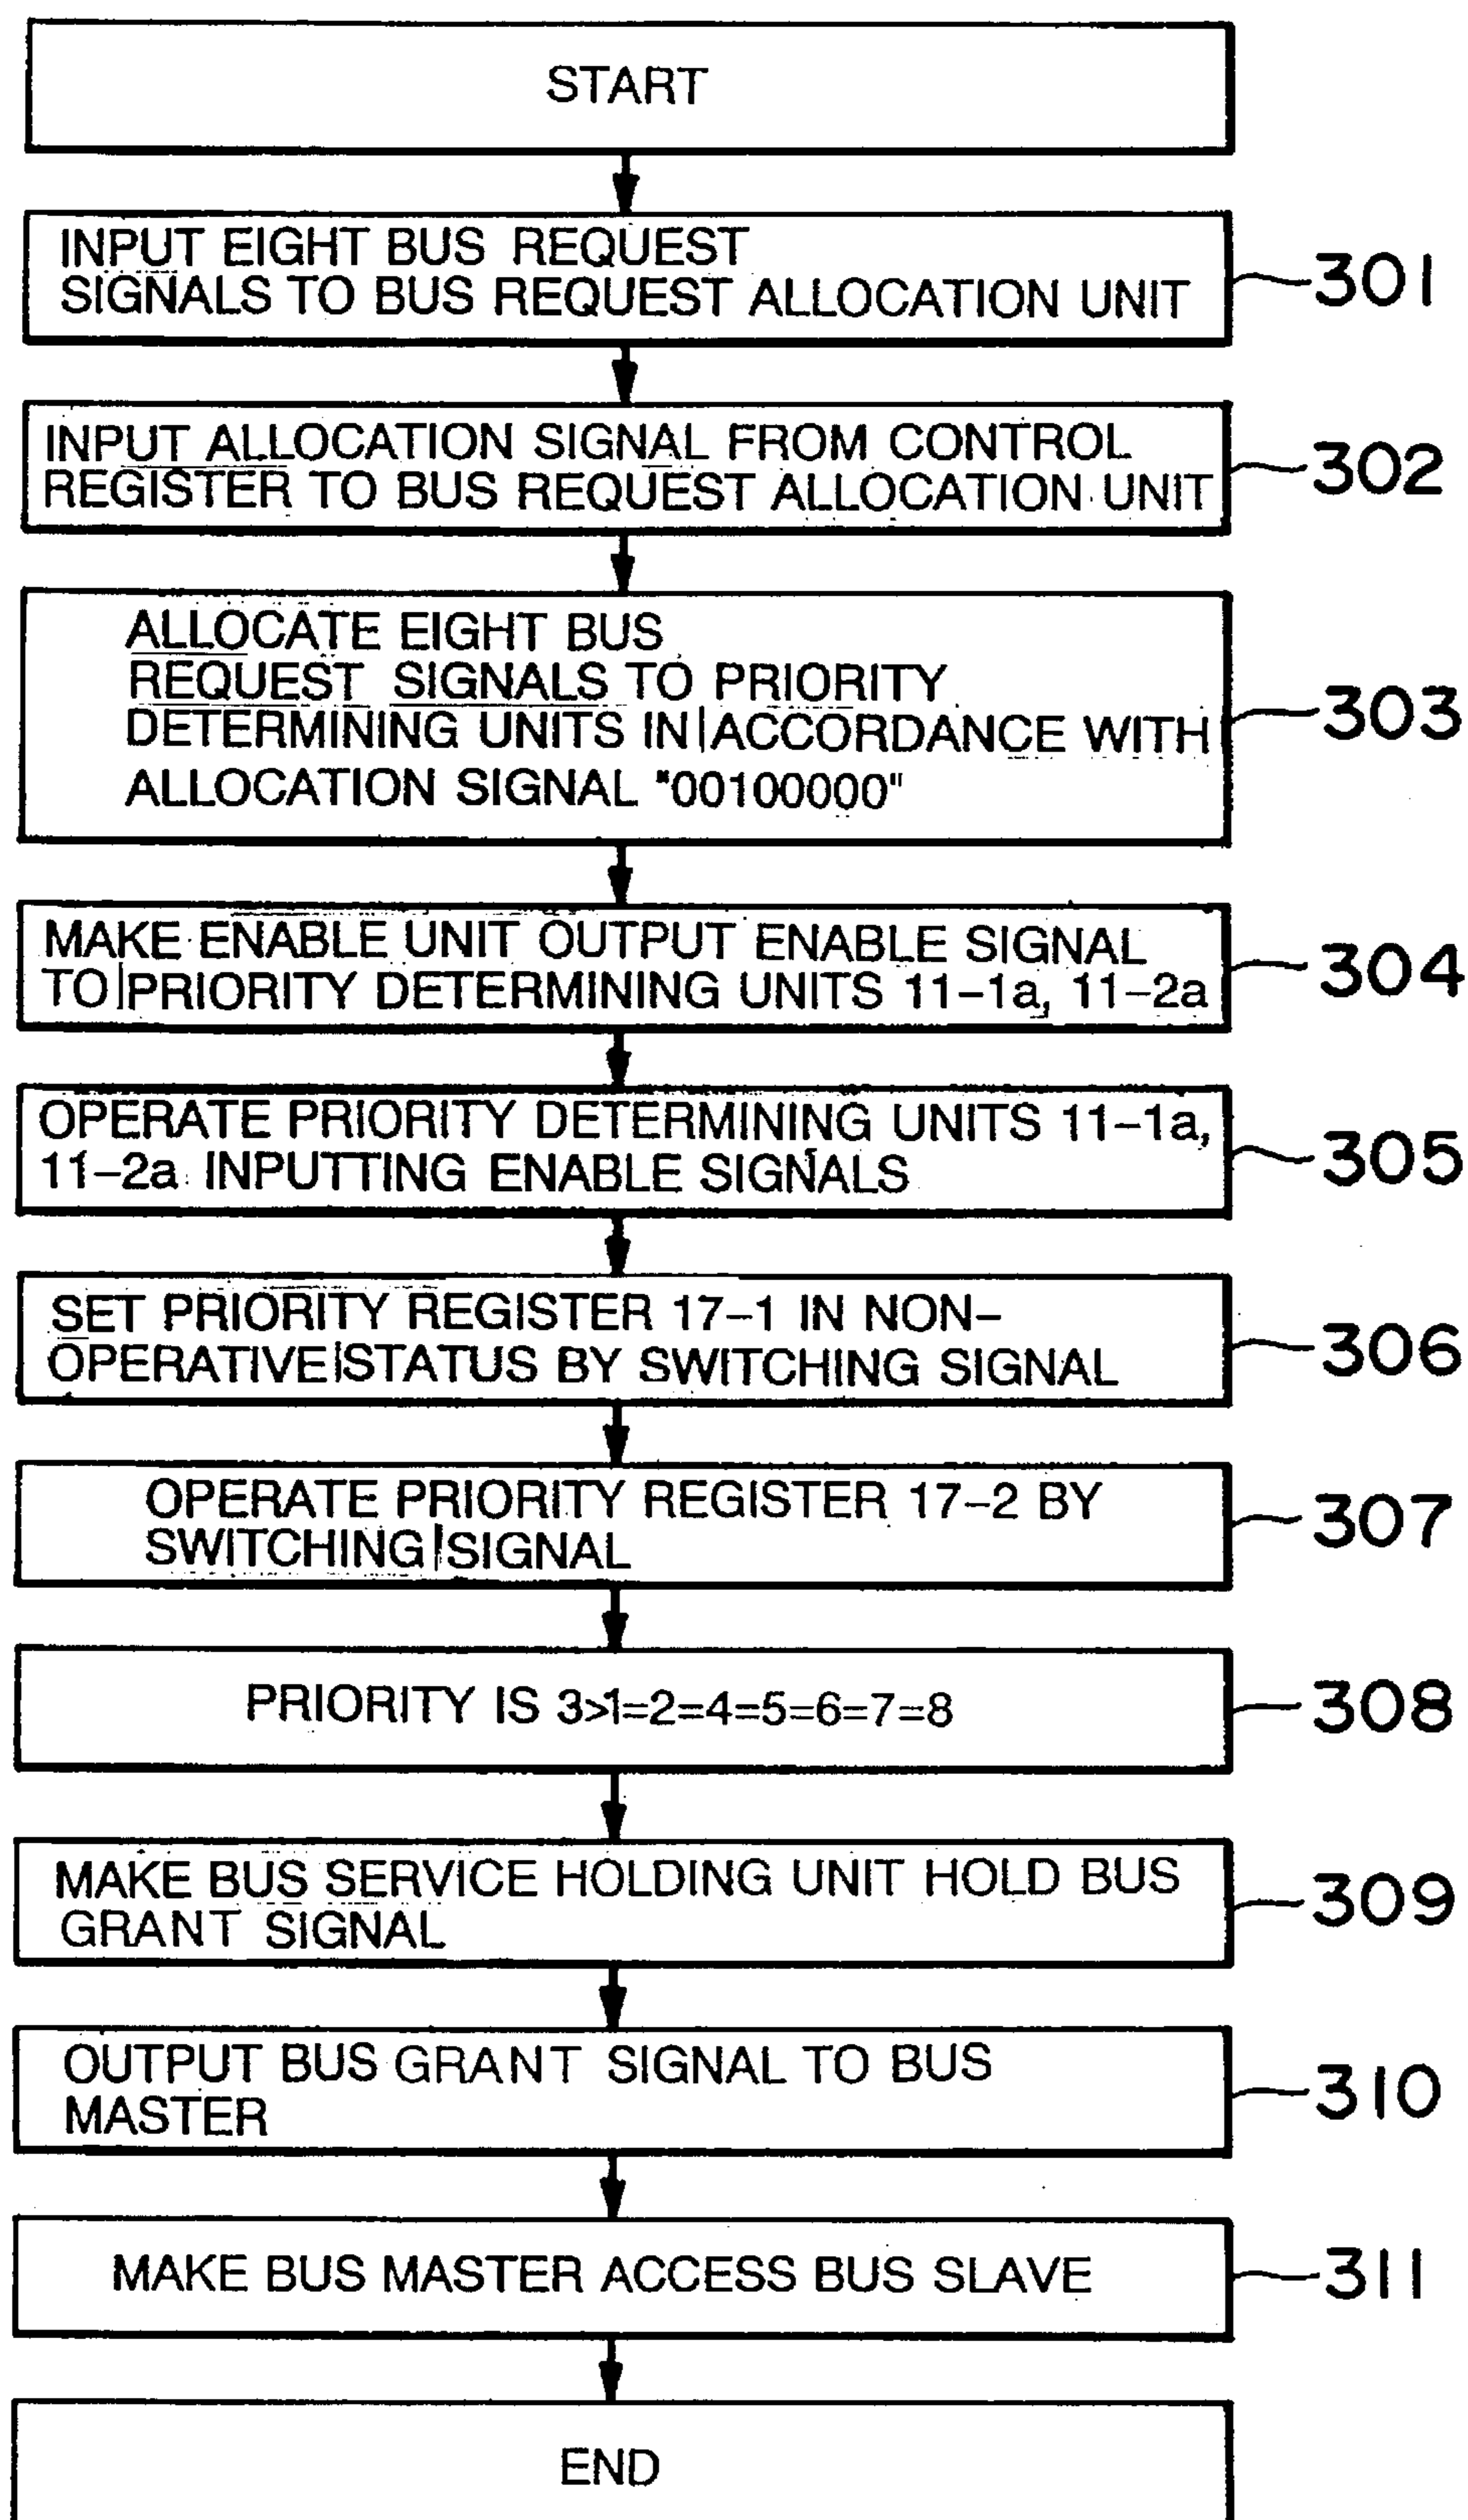 START
INPUT EIGHT BUS REQUEST
SIGNALS TO BUS REQUEST ALLOCATION UNIT
301
INPUT ALLOCATION SIGNAL FROM CONTROL
REGISTER TO BUS REQUEST ALLOCATION UNIT
302
ALLOCATE EIGHT BUS
REQUEST SIGNALS TO PRIORITY
DETERMINING UNITS IN ACCORDANCE WITH
ALLOCATION SIGNAL "00100000"
303
MAKE ENABLE UNIT OUTPUT ENABLE SIGNAL
TO PRIORITY DETERMINING UNITS 11-1a, 11-2a
304
OPERATE PRIORITY DETERMINING UNITS 11-1a,
11-2a INPUTTING ENABLE SIGNALS
305
SET PRIORITY REGISTER 17-1 IN NON-
OPERATIVE STATUS BY SWITCHING SIGNAL
306
OPERATE PRIORITY REGISTER 17-2 BY
SWITCHING SIGNAL
307
PRIORITY IS 3>1=2=4=5=6=7=8
308
MAKE BUS SERVICE HOLDING UNIT HOLD BUS
GRANT SIGNAL
309
OUTPUT BUS GRANT SIGNAL TO BUS
MASTER
310
MAKE BUS MASTER ACCESS BUS SLAVE
311
END